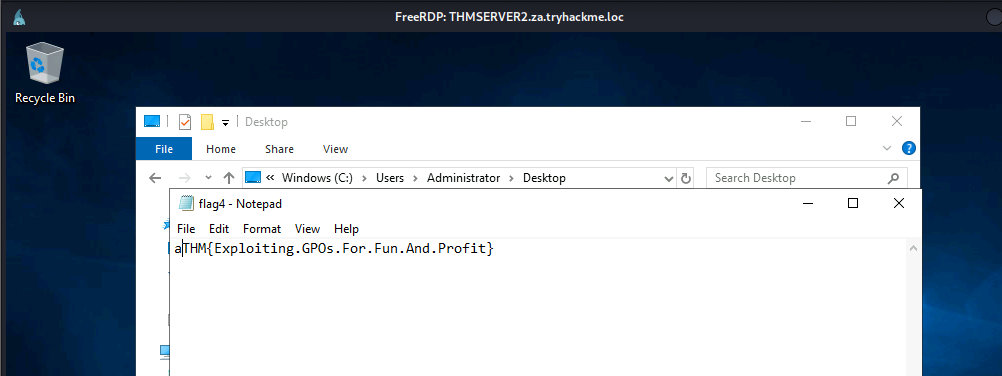 FreeRDP: THMSERVER2.za.tryhackme.loc
Recycle Bin
Desktop
File Home Share View
« Windows (C:) Users Administrator Desktop Search Desktop
flag4 - Notepad
File Edit Format View Help
aTHM{Exploiting.GPOs.For.Fun.And.Profit}